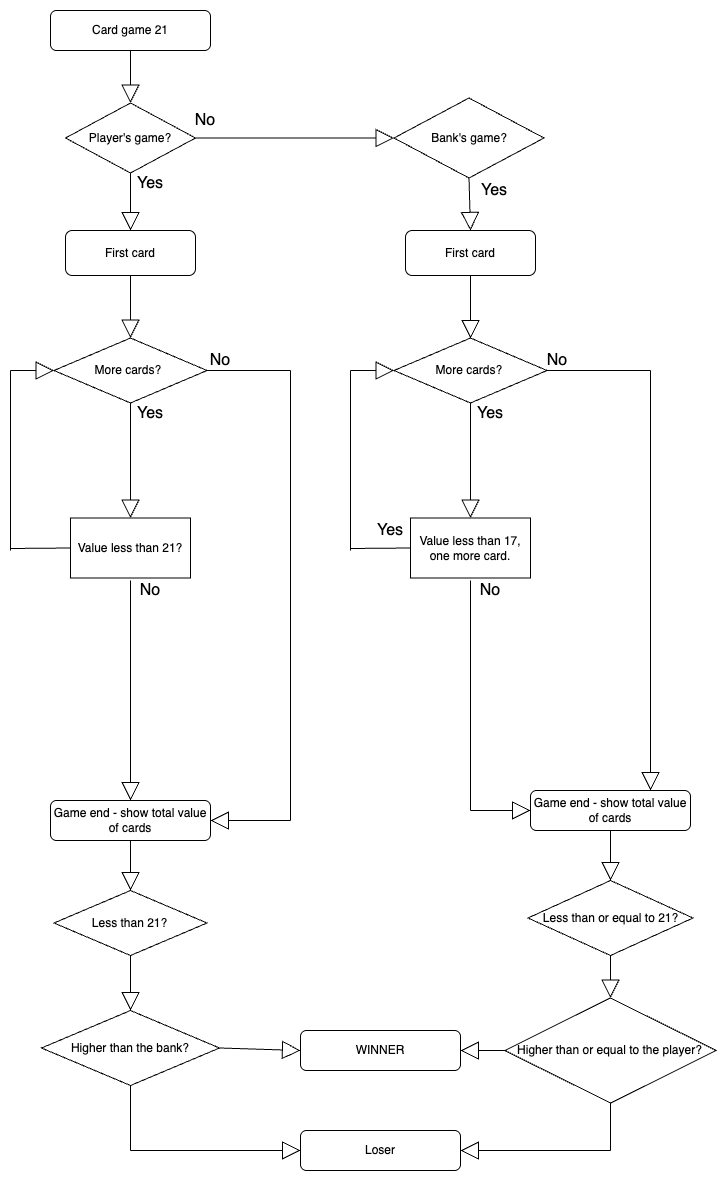 Card game 21
Player's game?
No
Bank's game?
Yes
Yes
First card
First card
More cards?
No
More cards?
No
Yes
Yes
Value less than 21?
Yes
Value less than 17,
one more card.
No
No
Game end - show total value
of cards
Game end - show total value
of cards
Less than 21?
Less than or equal to 21?
Higher than the bank?
WINNER
Higher than or equal to the player?
Loser